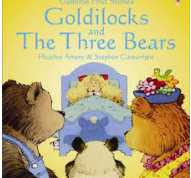 Usborne First Stories
Goldilocks
and
The Three Bears
Heather Amery & Stephen Cartwright